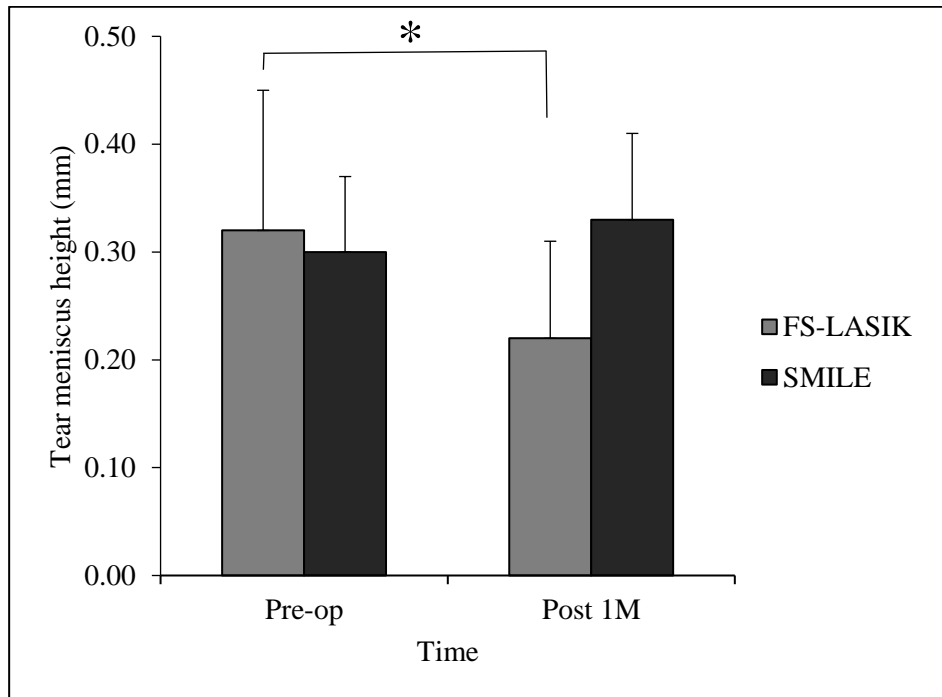 0.50
0.40
0.30
0.20
0.10
0.00
Tear meniscus height (mm)
*
Pre-op
Post 1M
Time
FS-LASIK
SMILE